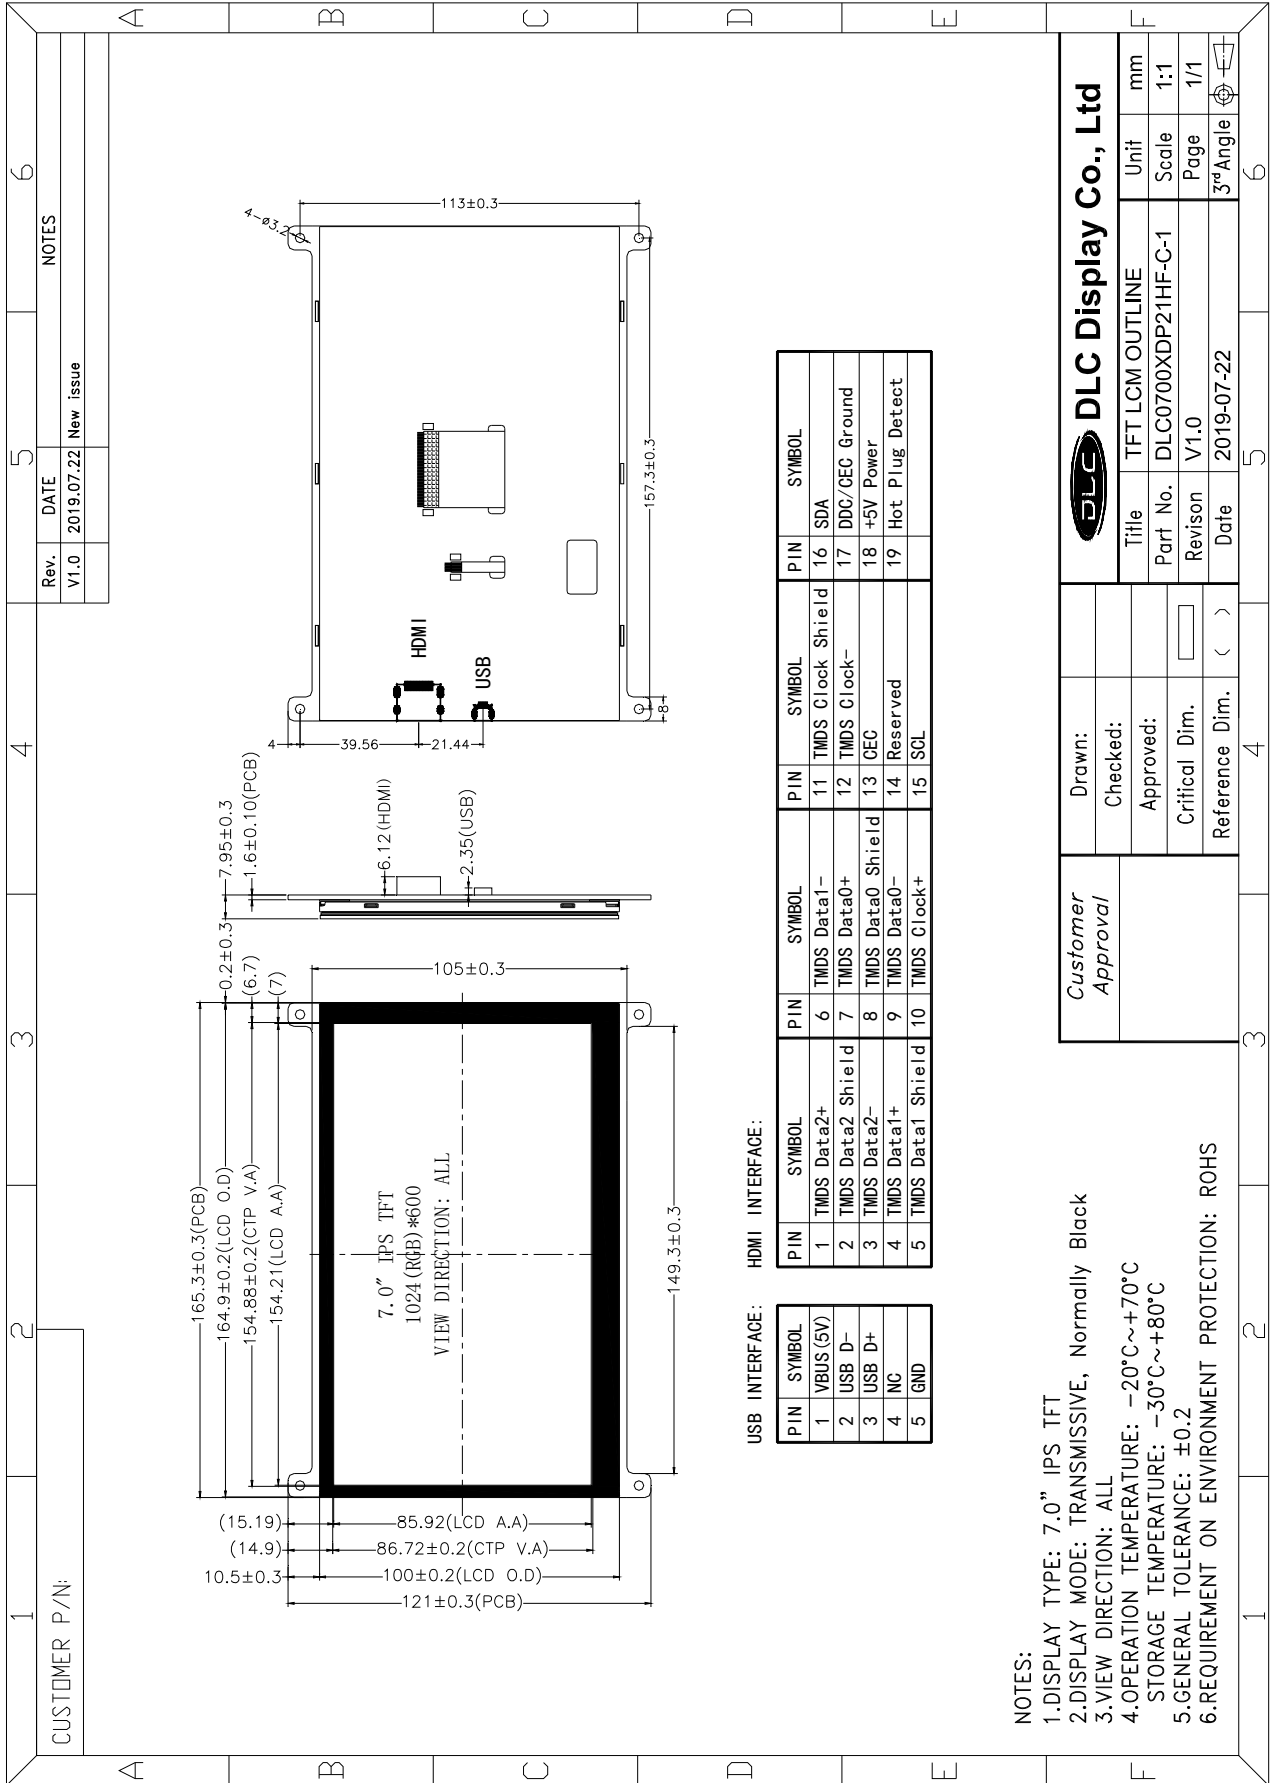 1 2 3 4 5 6
CUSTOMER P/N:
Rev. DATE NOTES
V1.0 2019.07.22 New issue
A
B
C
D
E
F
165.3±0.3(PCB)
164.9±0.2(LCD O.D)
0.2±0.3
154.88±0.2(CTP V.A)
(6.7)
154.21(LCD A.A)
(7)
7.0" IPS TFT
1024(RGB)*600
VIEW DIRECTION: ALL
105±0.3
149.3±0.3
(15.19)
85.92(LCD A.A)
(14.9)
86.72±0.2(CTP V.A)
10.5±0.3
100±0.2(LCD O.D)
121±0.3(PCB)
7.95±0.3
1.6±0.10(PCB)
6.12(HDMI)
2.35(USB)
4-ø3.2
113±0.3
HDMI
USB
4
39.56
21.44
8
157.3±0.3
USB INTERFACE:
PIN SYMBOL
1 VBUS(5V)
2 USB D-
3 USB D+
4 NC
5 GND
HDMI INTERFACE:
PIN SYMBOL PIN SYMBOL PIN SYMBOL PIN SYMBOL
1 TMDS Data2+ 6 TMDS Data1- 11 TMDS Clock Shield 16 SDA
2 TMDS Data2 Shield 7 TMDS Data0+ 12 TMDS Clock- 17 DDC/CEC Ground
3 TMDS Data2- 8 TMDS Data0 Shield 13 CEC 18 +5V Power
4 TMDS Data1+ 9 TMDS Data0- 14 Reserved 19 Hot Plug Detect
5 TMDS Data1 Shield 10 TMDS Clock+ 15 SCL
NOTES:
1.DISPLAY TYPE: 7.0" IPS TFT
2.DISPLAY MODE: TRANSMISSIVE, Normally Black
3.VIEW DIRECTION: ALL
4.OPERATION TEMPERATURE: -20°C~+70°C
STORAGE TEMPERATURE: -30°C~+80°C
5.GENERAL TOLERANCE: ±0.2
6.REQUIREMENT ON ENVIRONMENT PROTECTION: ROHS
Customer
Approval
Drawn:
Checked:
Approved:
Critical Dim.
Reference Dim. ( )
DLC DLC Display Co., Ltd
Title TFT LCM OUTLINE Unit mm
Part No. DLC0700XDP21HF-C-1 Scale 1:1
Revison V1.0 Page 1/1
Date 2019-07-22 3rd Angle
1 2 3 4 5 6
A
B
C
D
E
F